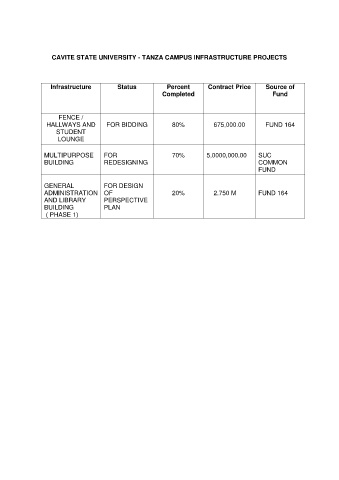 CAVITE STATE UNIVERSITY - TANZA CAMPUS INFRASTRUCTURE PROJECTS
Infrastructure Status Percent Contract Price Source of
Completed Fund
FENCE /
HALLWAYS AND FOR BIDDING 80% 675,000.00 FUND 164
STUDENT
LOUNGE
MULTIPURPOSE FOR 70% 5,0000,000.00 SUC
BUILDING REDESIGNING COMMON
FUND
GENERAL FOR DESIGN
ADMINISTRATION OF 20% 2.750 M FUND 164
AND LIBRARY PERSPECTIVE
BUILDING PLAN
( PHASE 1)